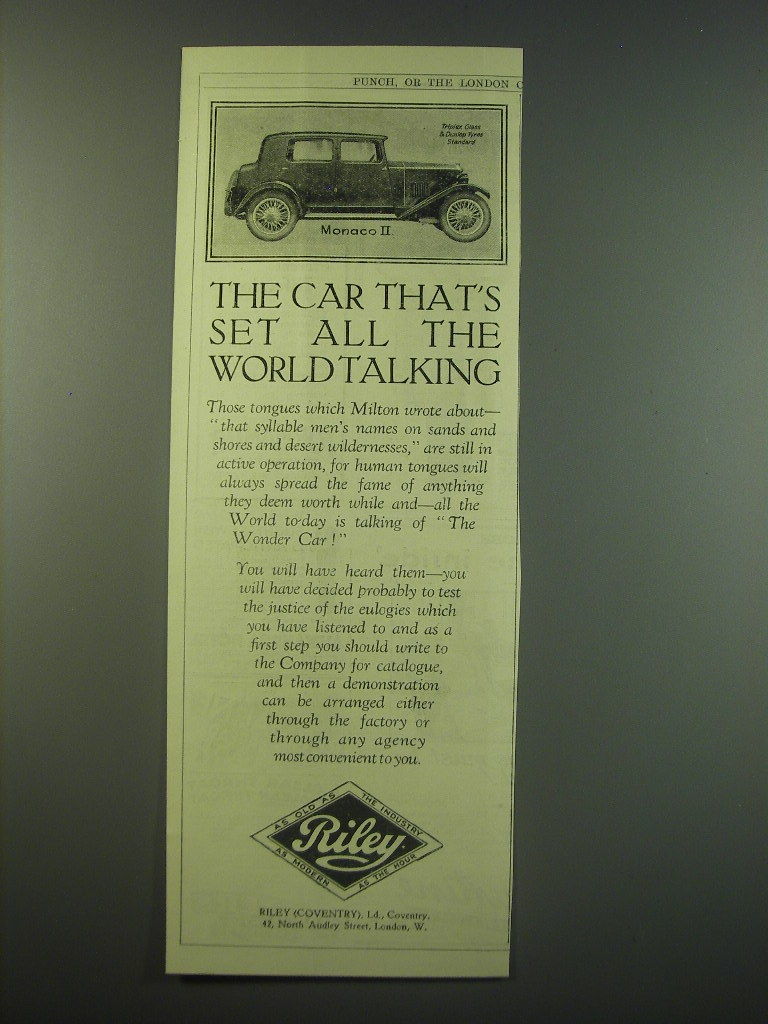 PUNCH, OR THE LONDON C
Triplex Glass
& Dunlop Tyres
Standard
Monaco II.
THE CAR THAT'S
SET ALL THE
WORLD TALKING
Those tongues which Milton wrote about—
"that syllable men's names on sands and
shores and desert wildernesses," are still in
active operation, for human tongues will
always spread the fame of anything
they deem worth while and—all the
World to-day is talking of "The
Wonder Car!"
You will have heard them—you
will have decided probably to test
the justice of the eulogies which
you have listened to and as a
first step you should write to
the Company for catalogue,
and then a demonstration
can be arranged either
through the factory or
through any agency
most convenient to you.
AS OLD AS THE INDUSTRY
Riley
AS MODERN AS THE HOUR
RILEY (COVENTRY), Ld., Coventry.
42, North Audley Street, London, W.